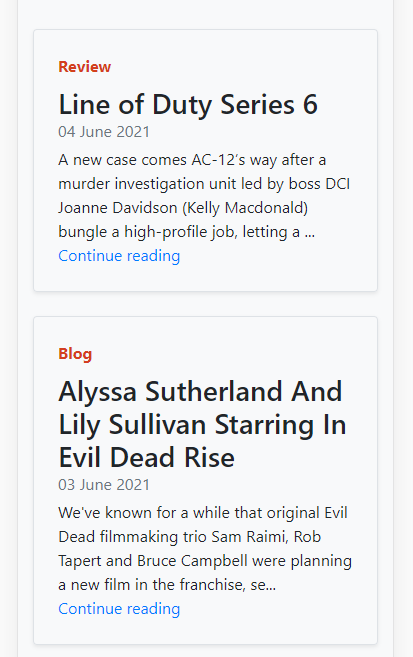 Review
Line of Duty Series 6
04 June 2021
A new case comes AC-12's way after a
murder investigation unit led by boss DCI
Joanne Davidson (Kelly Macdonald)
bungle a high-profile job, letting a ...
Continue reading
Blog
Alyssa Sutherland And
Lily Sullivan Starring In
Evil Dead Rise
03 June 2021
We've known for a while that original Evil
Dead filmmaking trio Sam Raimi, Rob
Tapert and Bruce Campbell were planning
a new film in the franchise, se...
Continue reading